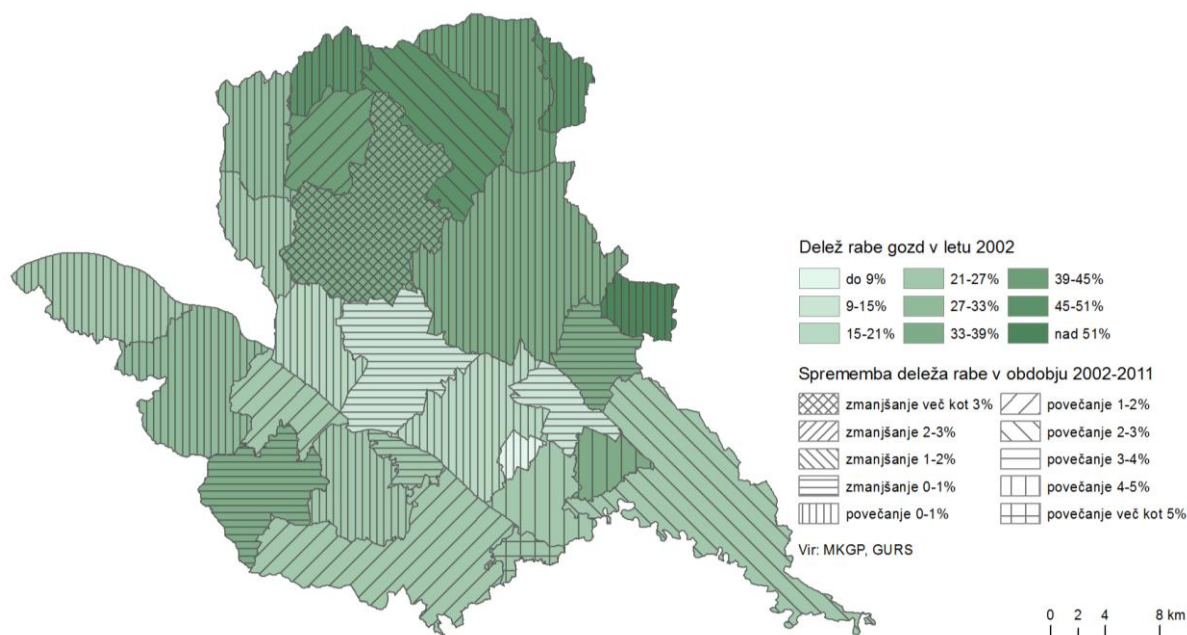 Delež rabe gozd v letu 2002
do 9% 21-27% 39-45%
9-15% 27-33% 45-51%
15-21% 33-39% nad 51%
Sprememba deleža rabe v obdobju 2002-2011
zmanjšanje več kot 3% povečanje 1-2%
zmanjšanje 2-3% povečanje 2-3%
zmanjšanje 1-2% povečanje 3-4%
zmanjšanje 0-1% povečanje 4-5%
povečanje 0-1% povečanje več kot 5%
Vir: MKGP, GURS
0 2 4 8 km